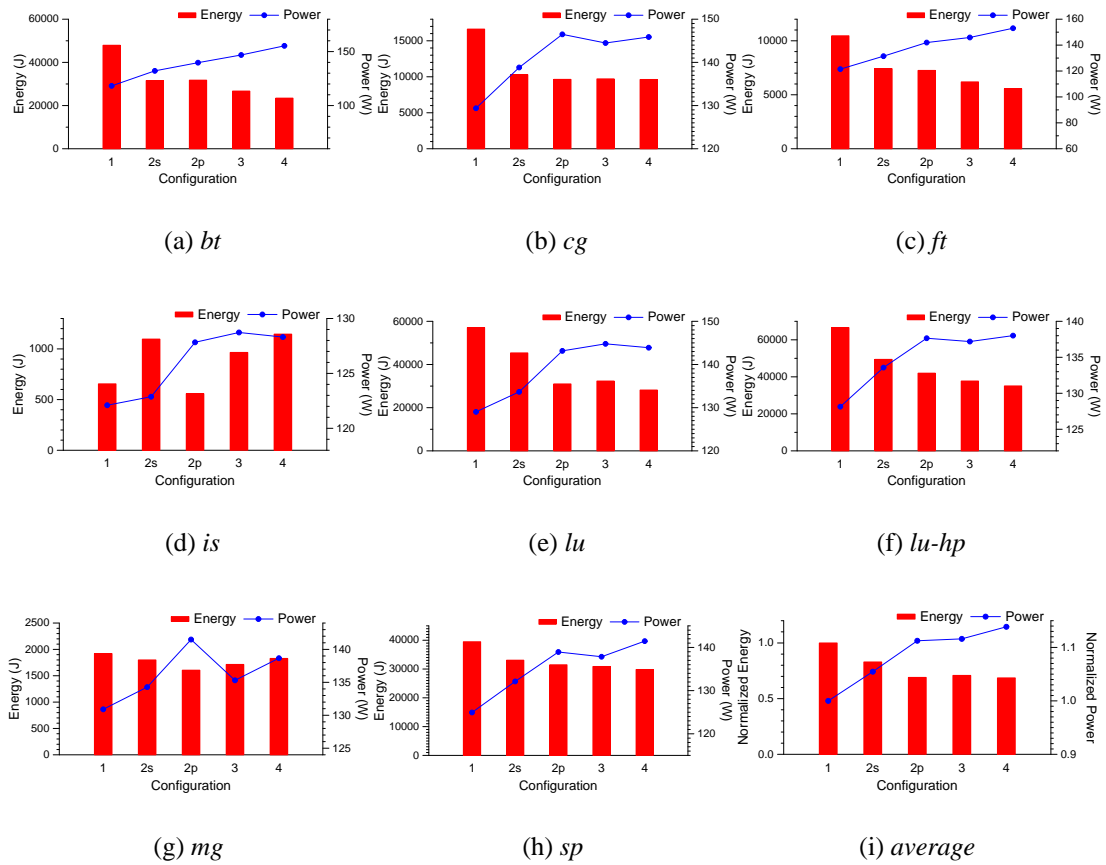 Energy Power
60000
40000
20000
0
Energy (J)
150
100
Power (W)
1 2s 2p 3 4
Configuration
(a) bt
Energy Power
15000
10000
5000
0
Energy (J)
150
140
130
120
Power (W)
1 2s 2p 3 4
Configuration
(b) cg
Energy Power
10000
5000
0
Energy (J)
160
140
120
100
80
60
Power (W)
1 2s 2p 3 4
Configuration
(c) ft
Energy Power
1000
500
0
Energy (J)
130
125
120
Power (W)
1 2s 2p 3 4
Configuration
(d) is
Energy Power
60000
40000
20000
0
Energy (J)
150
140
130
120
Power (W)
1 2s 2p 3 4
Configuration
(e) lu
Energy Power
60000
40000
20000
0
Energy (J)
140
135
130
125
Power (W)
1 2s 2p 3 4
Configuration
(f) lu-hp
Energy Power
2500
2000
1500
1000
500
0
Energy (J)
140
135
130
125
Power (W)
1 2s 2p 3 4
Configuration
(g) mg
Energy Power
40000
30000
20000
10000
0
Energy (J)
140
130
120
Power (W)
1 2s 2p 3 4
Configuration
(h) sp
Energy Power
1.0
0.5
0.0
Normalized Energy
1.1
1.0
0.9
Normalized Power
1 2s 2p 3 4
Configuration
(i) average